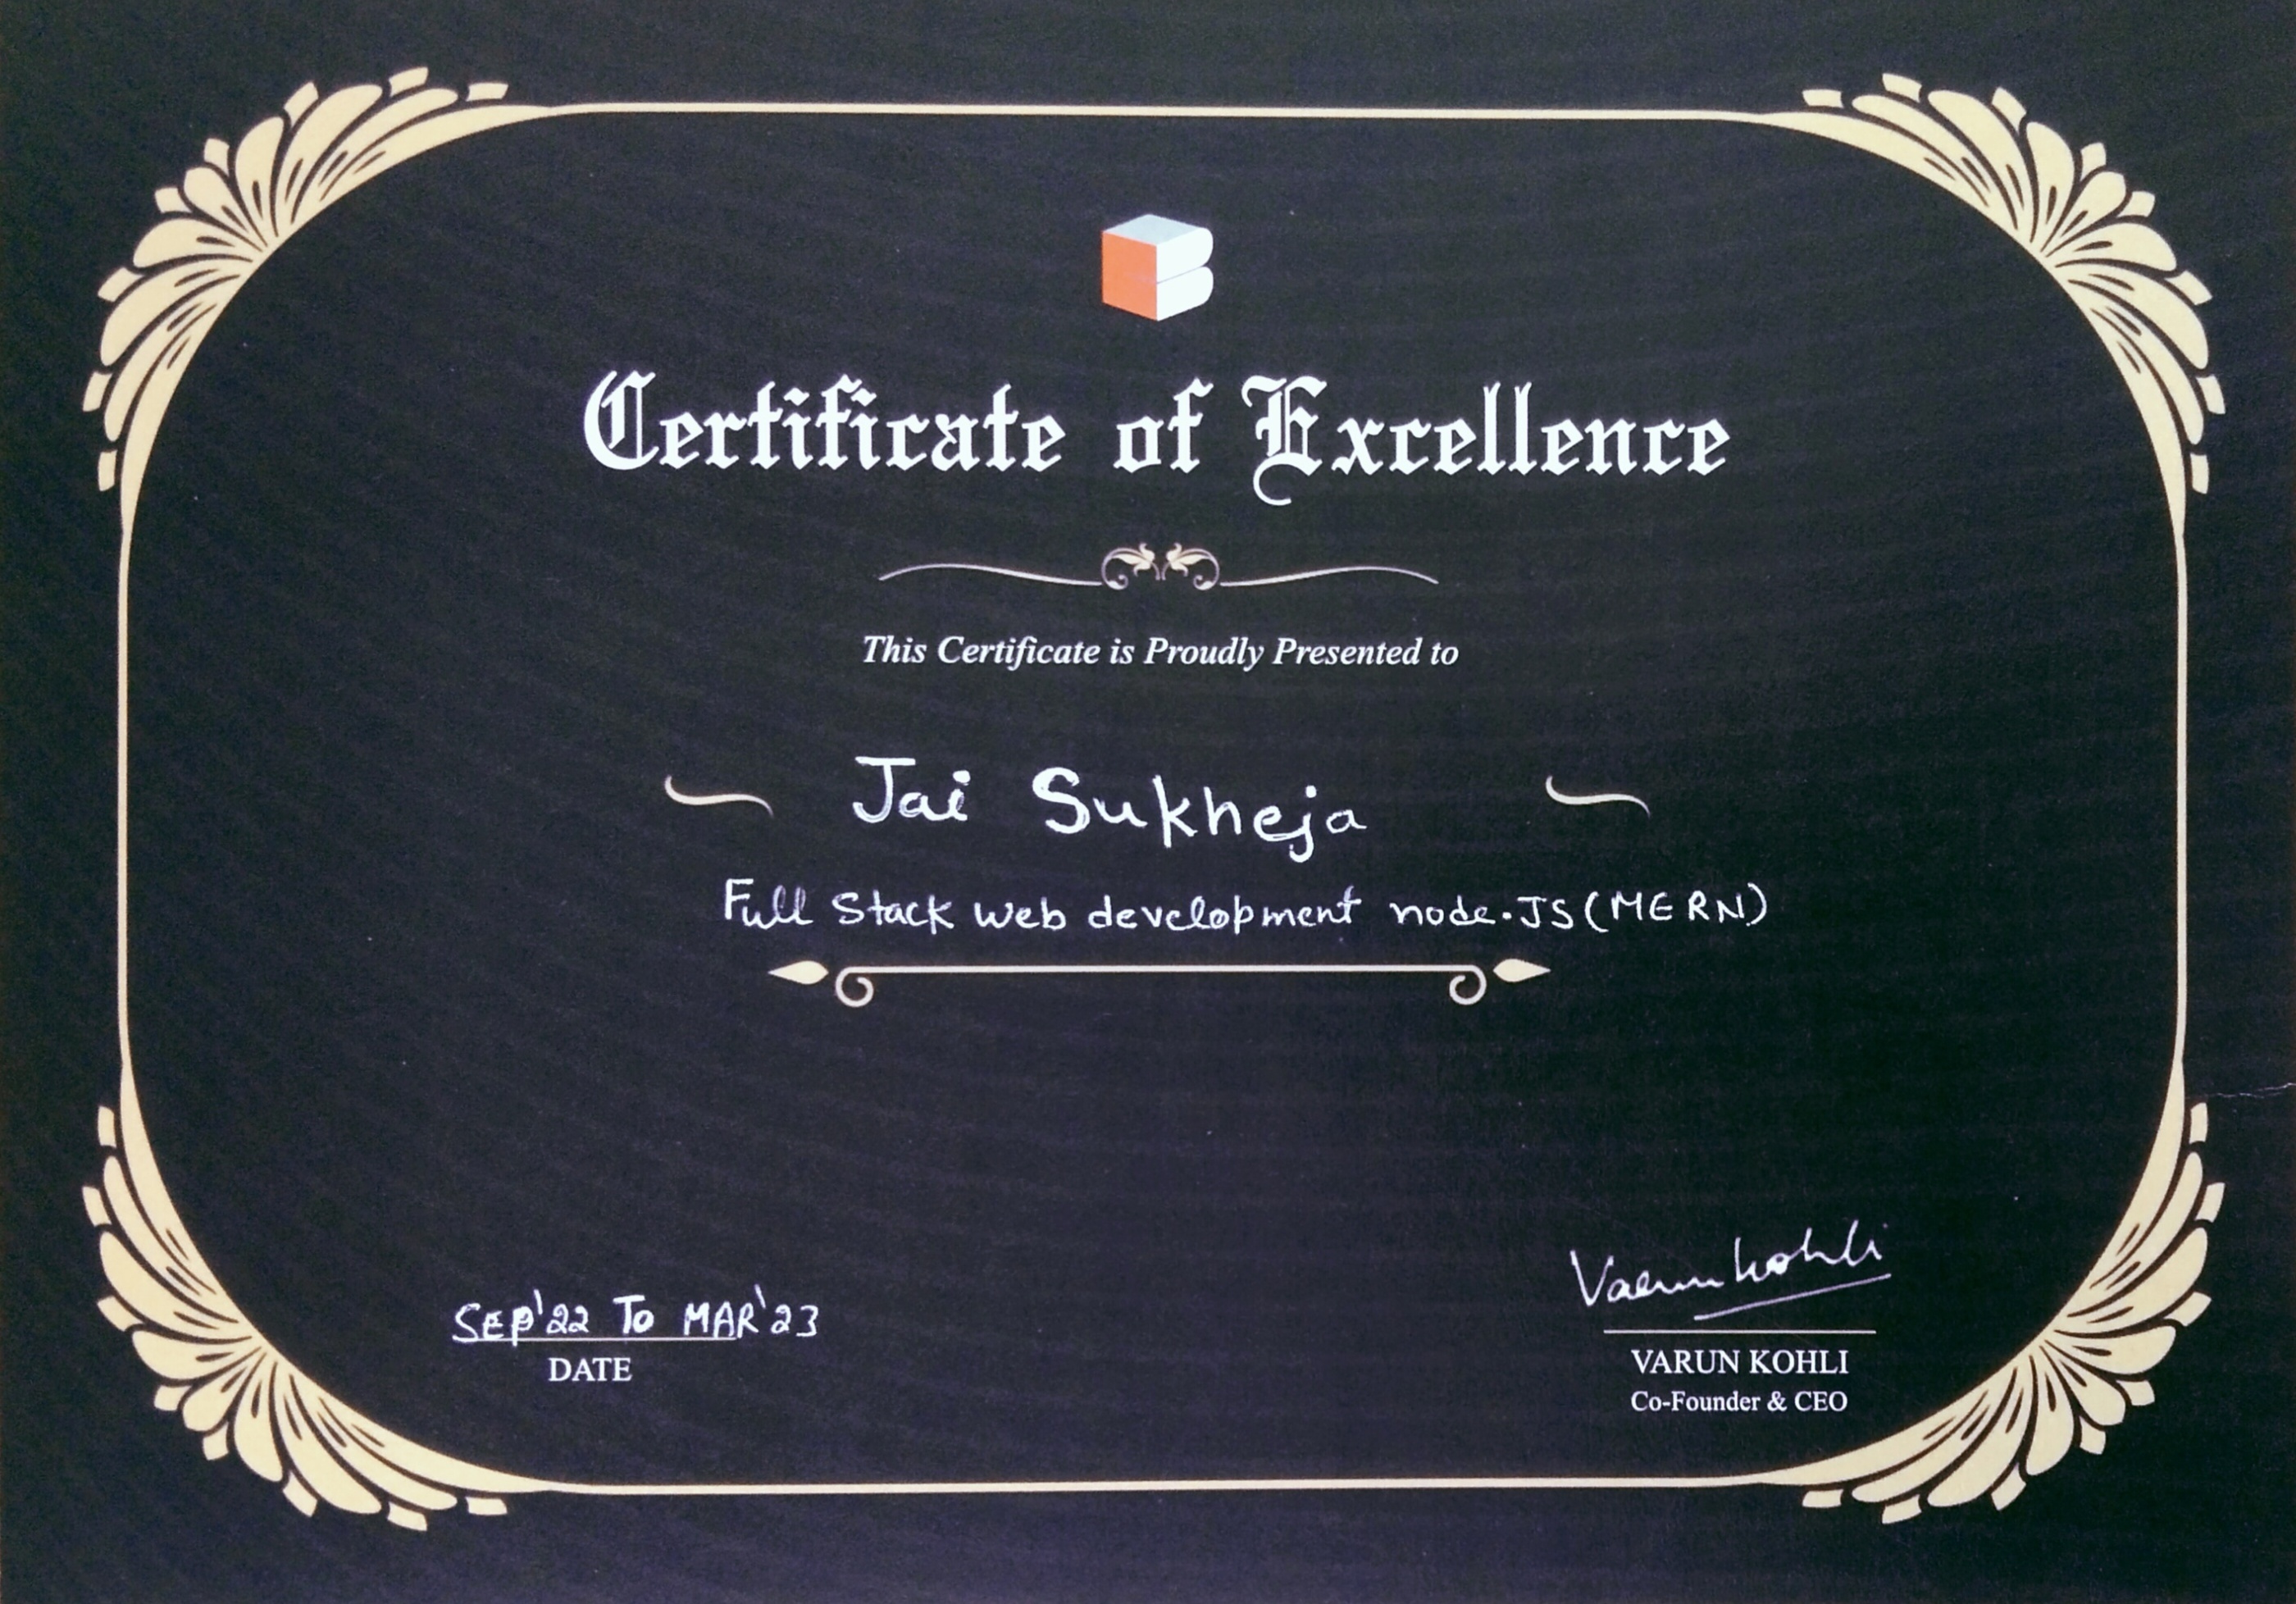 Certificate of Excellence
This Certificate is Proudly Presented to
Jai Sukheja
Full Stack web development node.JS(MERN)
SEP'22 To MAR'23
DATE
Varun Kohli
VARUN KOHLI
Co-Founder & CEO